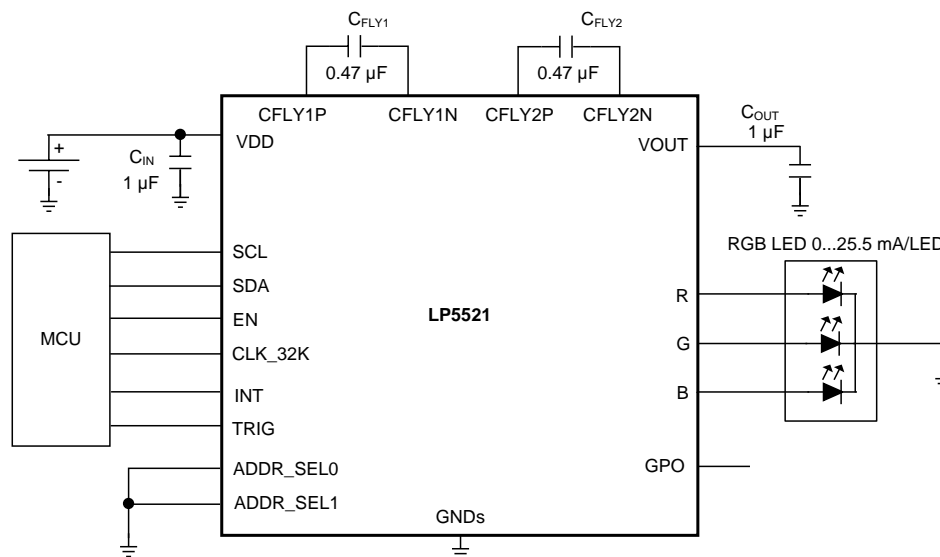 CFLY1
CFLY2
0.47 µF
0.47 µF
CFLY1P
CFLY1N
CFLY2P
CFLY2N
COUT
1 µF
VDD
VOUT
+
-
CIN
1 µF
RGB LED 0...25.5 mA/LED
SCL
SDA
EN
CLK_32K
INT
TRIG
MCU
LP5521
R
G
B
ADDR_SEL0
ADDR_SEL1
GPO
GNDs